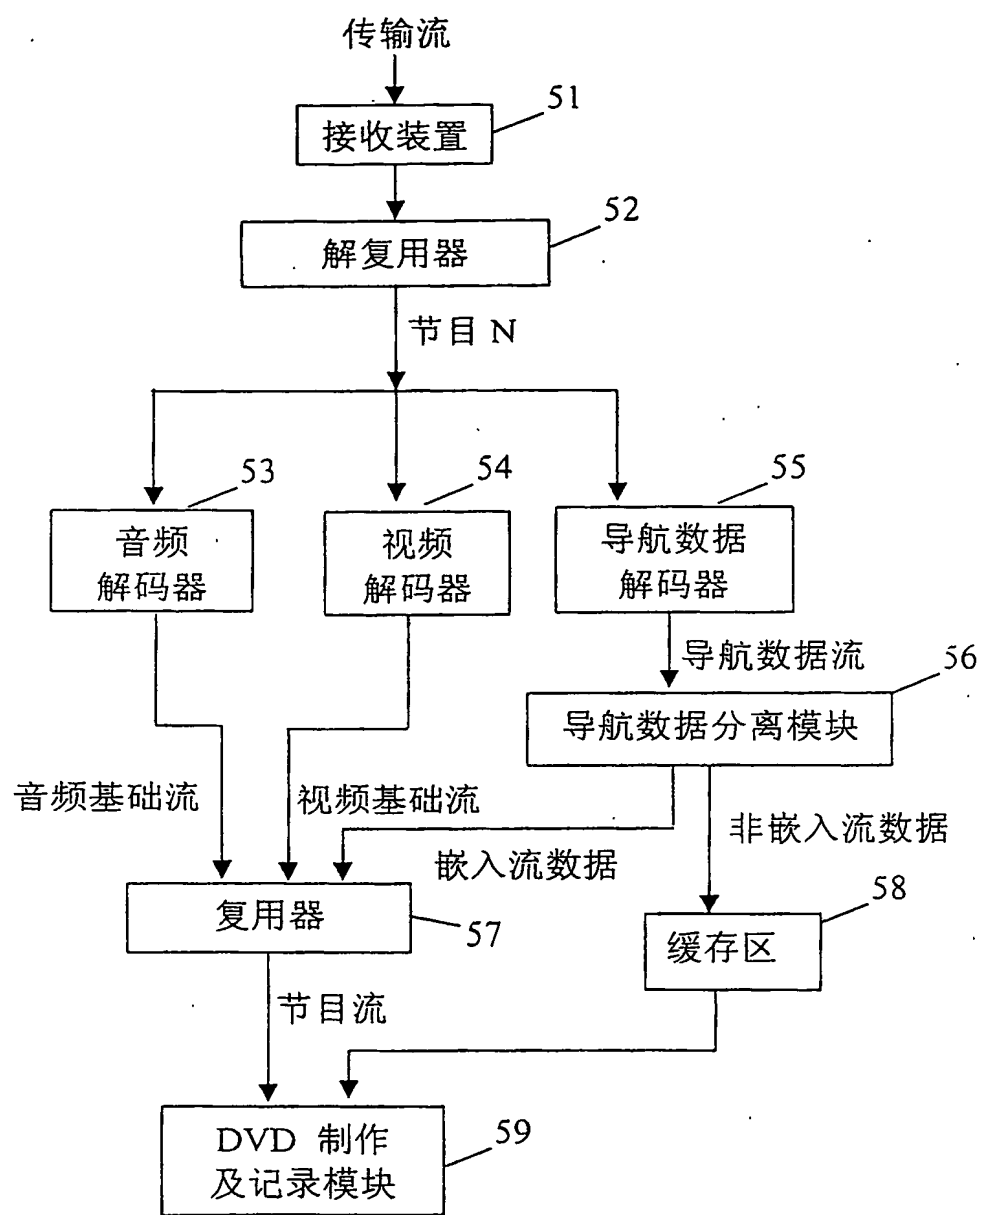 传输流
51
接收装置
52
解复用器
节目 N
53
54
55
音频
解码器
视频
解码器
导航数据
解码器
导航数据流
56
导航数据分离模块
音频基础流
视频基础流
嵌入流数据
非嵌入流数据
58
复用器
57
缓存区
节目流
DVD 制作
及记录模块
59